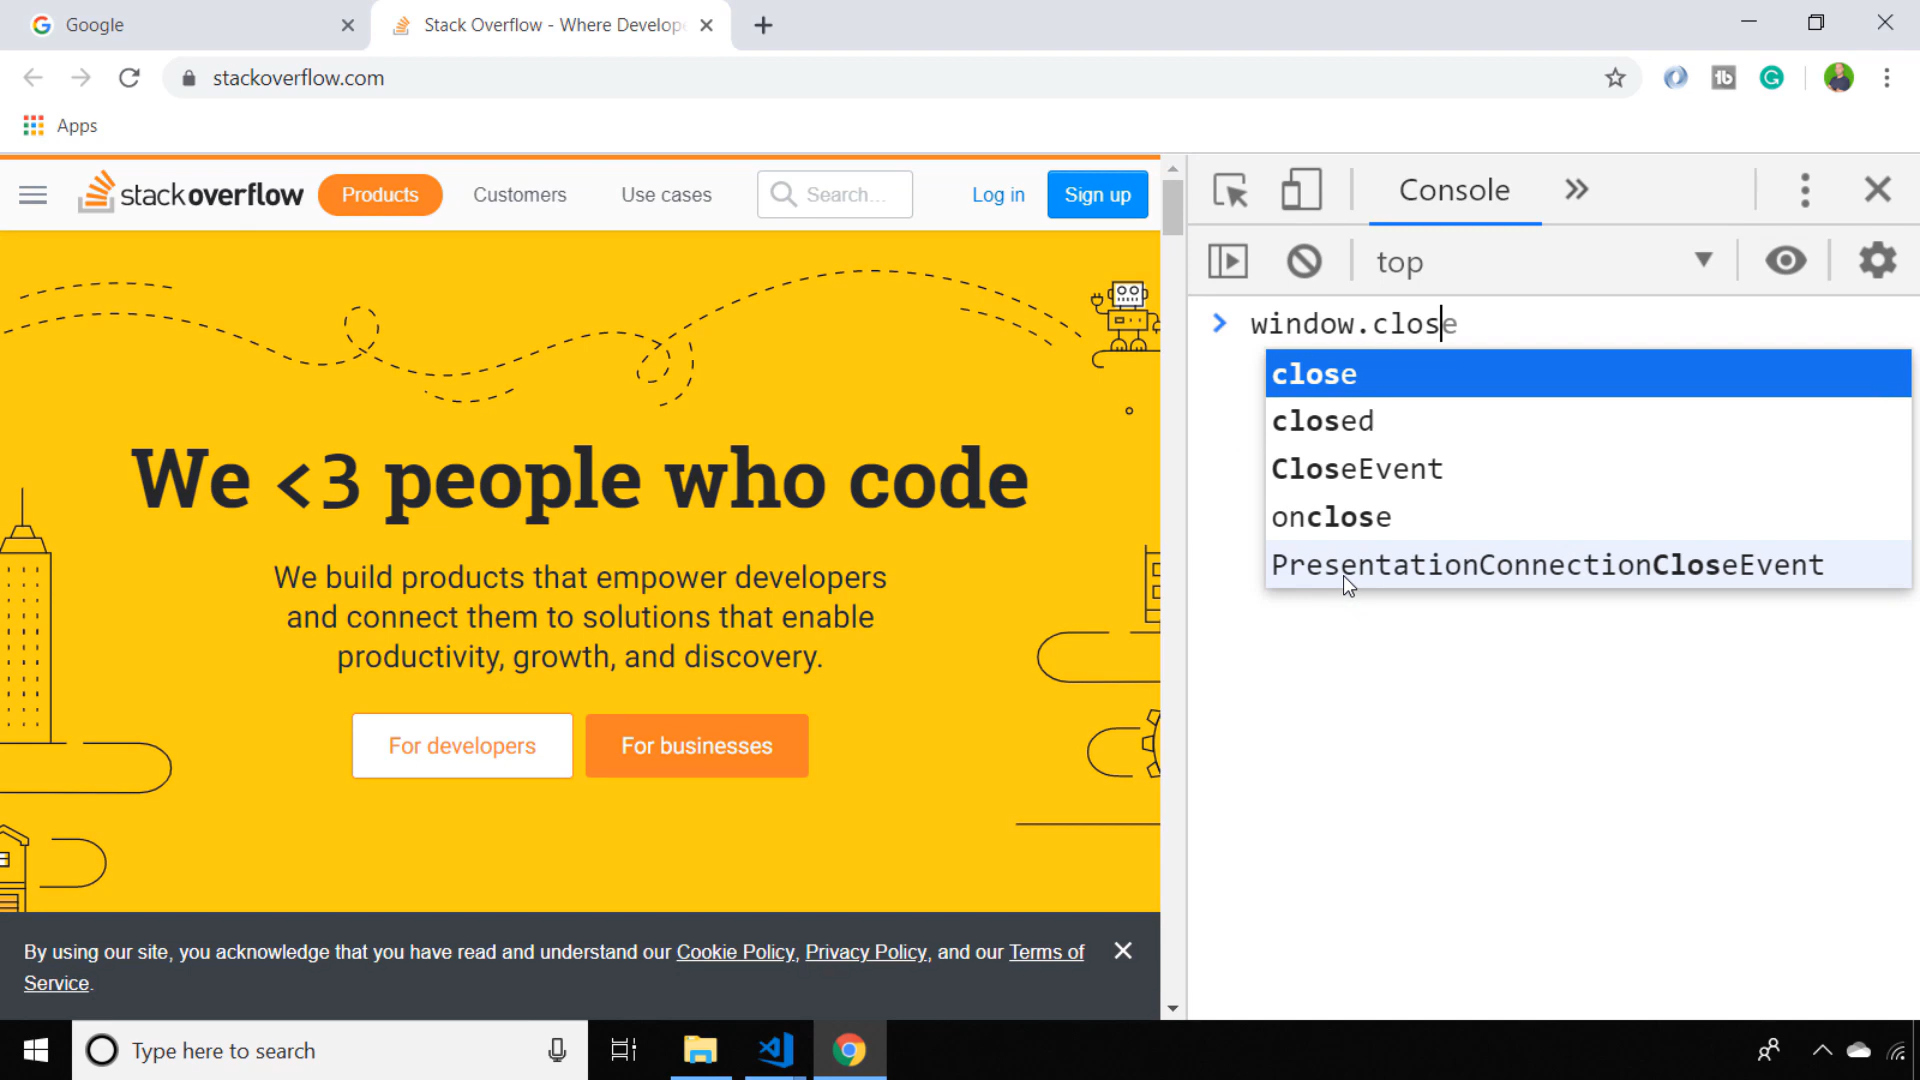 Google
Stack Overflow - Where Develope
stackoverflow.com
Apps
stackoverflow
Products
Customers
Use cases
Search...
Log in
Sign up
Console
top
window.close
close
closed
CloseEvent
onclose
PresentationConnectionCloseEvent
We <3 people who code
We build products that empower developers
and connect them to solutions that enable
productivity, growth, and discovery.
For developers
For businesses
By using our site, you acknowledge that you have read and understand our Cookie Policy, Privacy Policy, and our Terms of
Service.
Type here to search